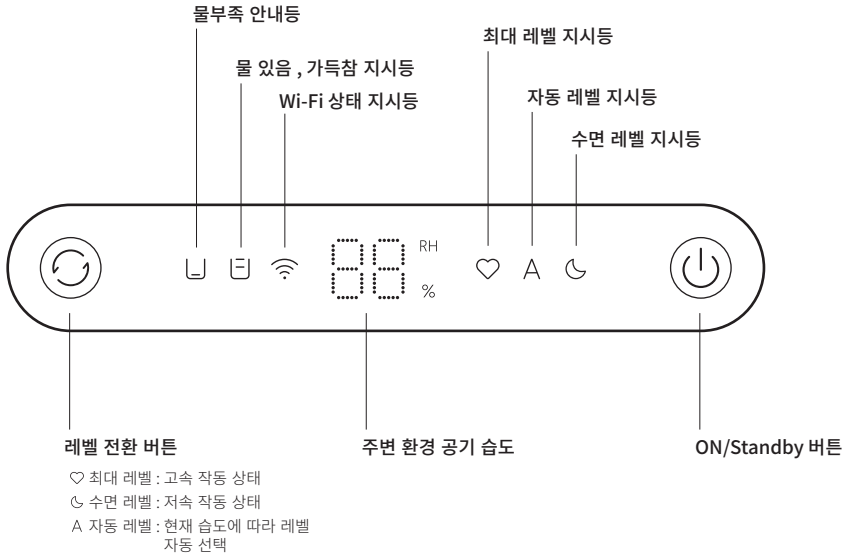 물부족 안내등
물 있음 , 가득참 지시등
Wi-Fi 상태 지시등
최대 레벨 지시등
자동 레벨 지시등
수면 레벨 지시등
88 RH
%
A
레벨 전환 버튼
최대 레벨 : 고속 작동 상태
수면 레벨 : 저속 작동 상태
A 자동 레벨 : 현재 습도에 따라 레벨
자동 선택
주변 환경 공기 습도
ON/Standby 버튼